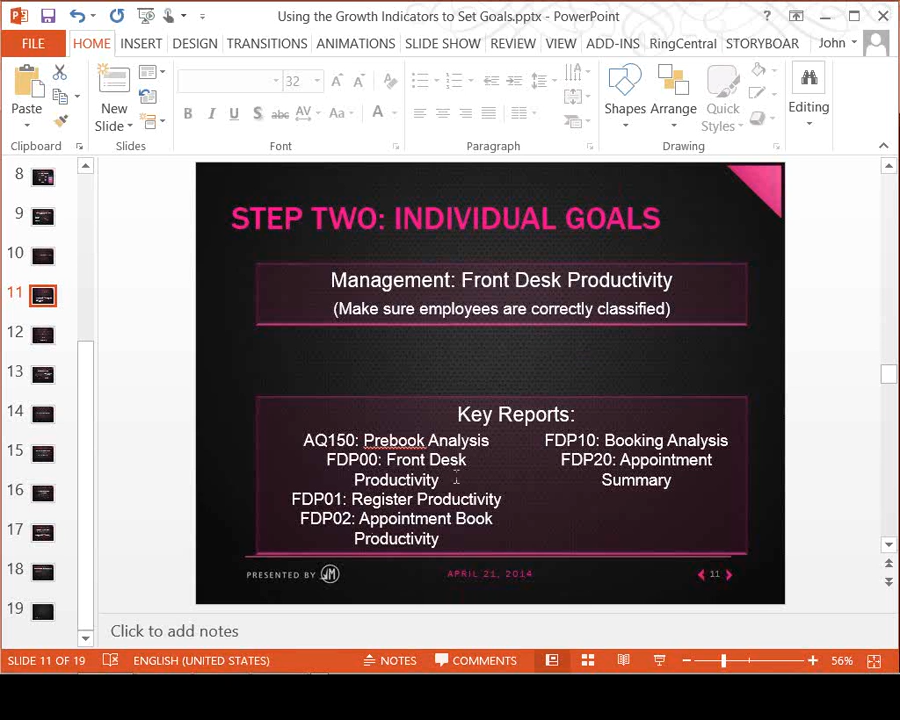 Using the Growth Indicators to Set Goals.pptx - PowerPoint
?
FILE HOME INSERT DESIGN TRANSITIONS ANIMATIONS SLIDE SHOW REVIEW VIEW ADD-INS RingCentral STORYBOAR John
32
Paste New Slide Shapes Arrange Quick Styles Editing
B I U S abc AV Aa A
Clipboard Slides Font Paragraph Drawing
8
9
10
11
12
13
14
15
16
17
18
19
STEP TWO: INDIVIDUAL GOALS
Management: Front Desk Productivity
(Make sure employees are correctly classified)
Key Reports:
AQ150: Prebook Analysis
FDP00: Front Desk
Productivity
FDP01: Register Productivity
FDP02: Appointment Book
Productivity
FDP10: Booking Analysis
FDP20: Appointment
Summary
PRESENTED BY
APRIL 21, 2014
11
Click to add notes
SLIDE 11 OF 19 ENGLISH (UNITED STATES) NOTES COMMENTS 56%